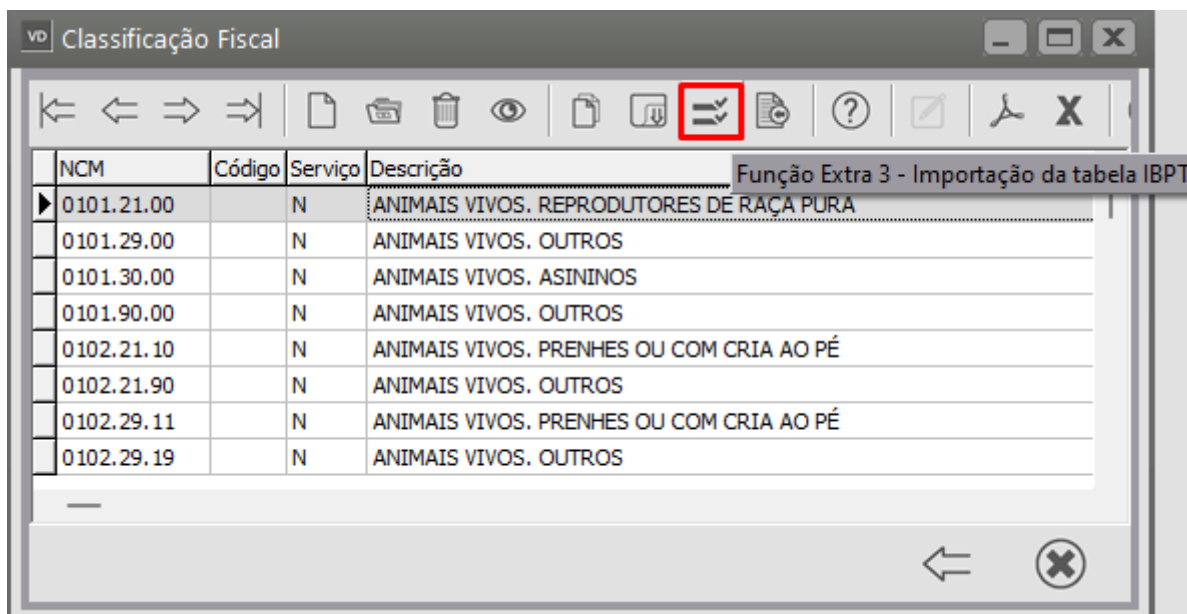 VD Classificação Fiscal
? X
NCM Código Serviço Descrição
Função Extra 3 - Importação da tabela IBPT
0101.21.00 N ANIMAIS VIVOS. REPRODUTORES DE RAÇA PURA
0101.29.00 N ANIMAIS VIVOS. OUTROS
0101.30.00 N ANIMAIS VIVOS. ASININOS
0101.90.00 N ANIMAIS VIVOS. OUTROS
0102.21.10 N ANIMAIS VIVOS. PRENHES OU COM CRIA AO PÉ
0102.21.90 N ANIMAIS VIVOS. OUTROS
0102.29.11 N ANIMAIS VIVOS. PRENHES OU COM CRIA AO PÉ
0102.29.19 N ANIMAIS VIVOS. OUTROS